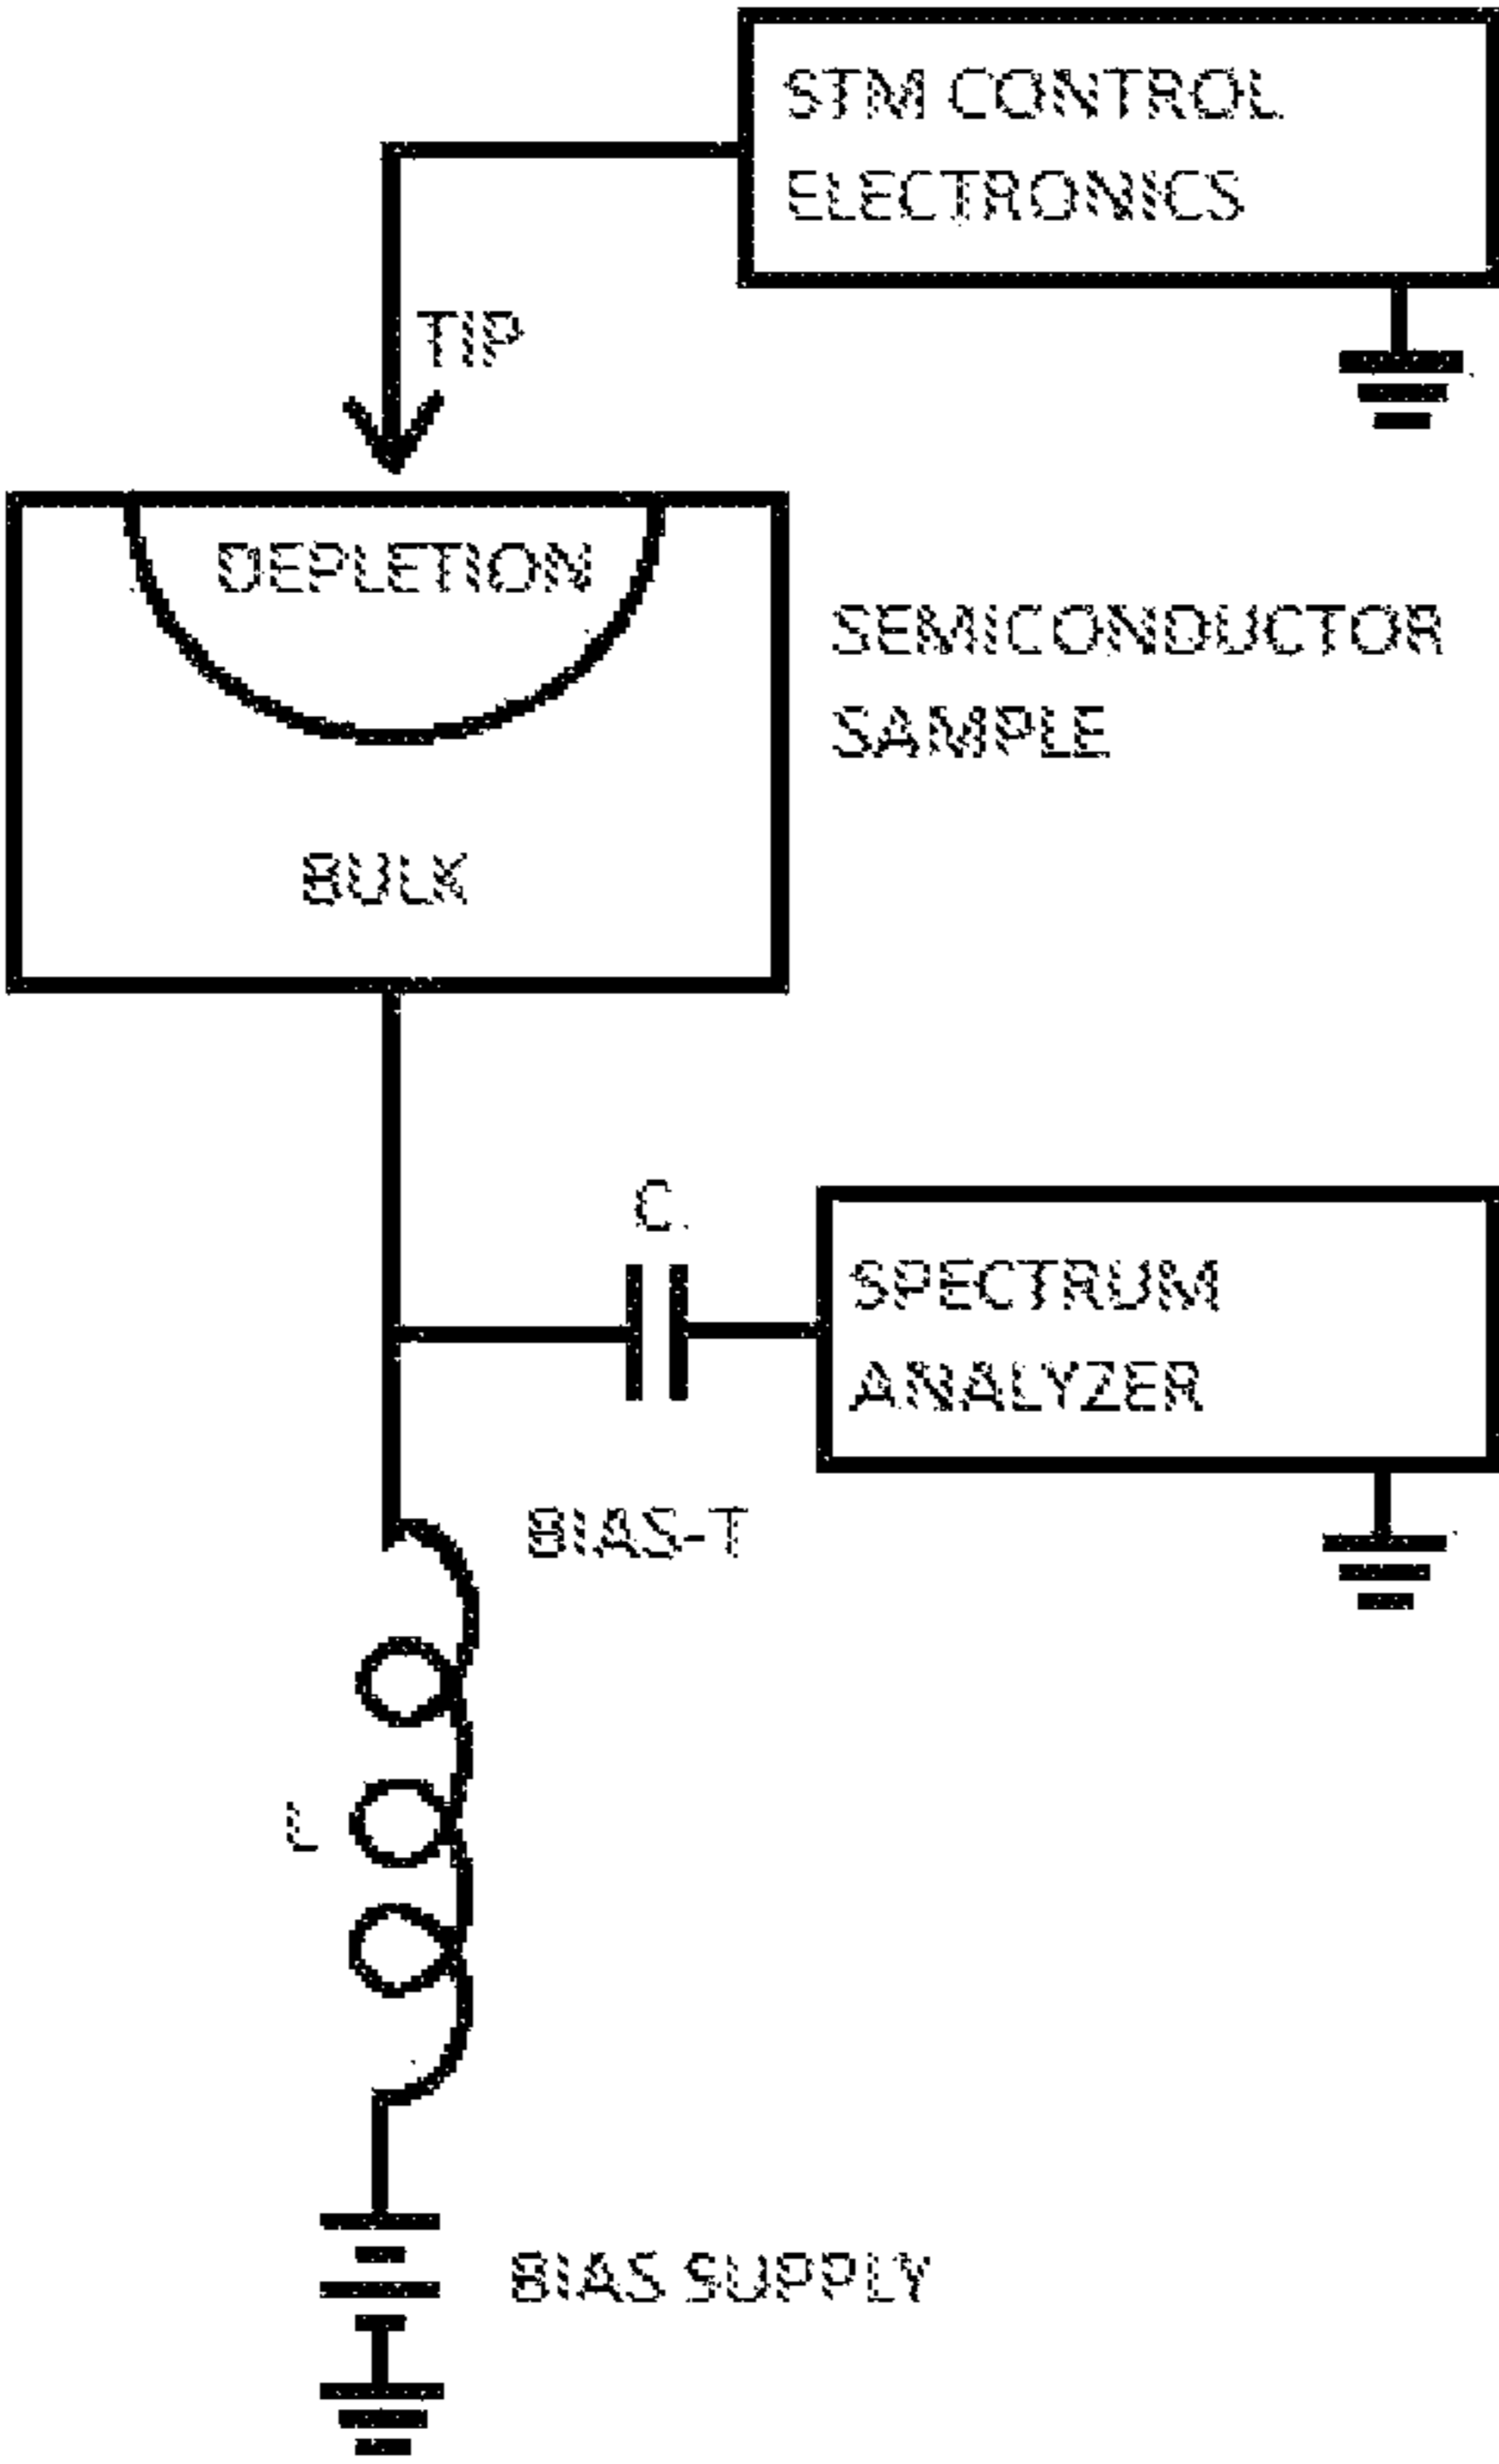 STM CONTROL
ELECTRONICS
TIP
DEPLETION
SEMICONDUCTOR
SAMPLE
BULK
C
SPECTRUM
ANALYZER
BIAS-T
L
BIAS SUPPLY